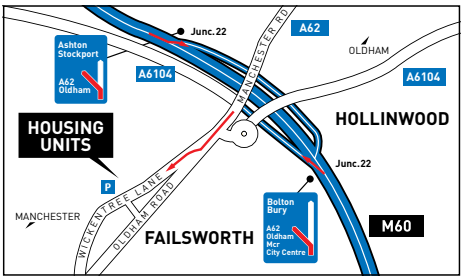 Junc.22
A62
Ashton
Stockport
A62
Oldham
MANCHESTER RD
OLDHAM
A6104
A6104
HOUSING
UNITS
HOLLINWOOD
Junc.22
P
WICKENTREE LANE
OLDHAM ROAD
MANCHESTER
FAILSWORTH
Bolton
Bury
A62
Oldham
Mcr
City Centre
M60